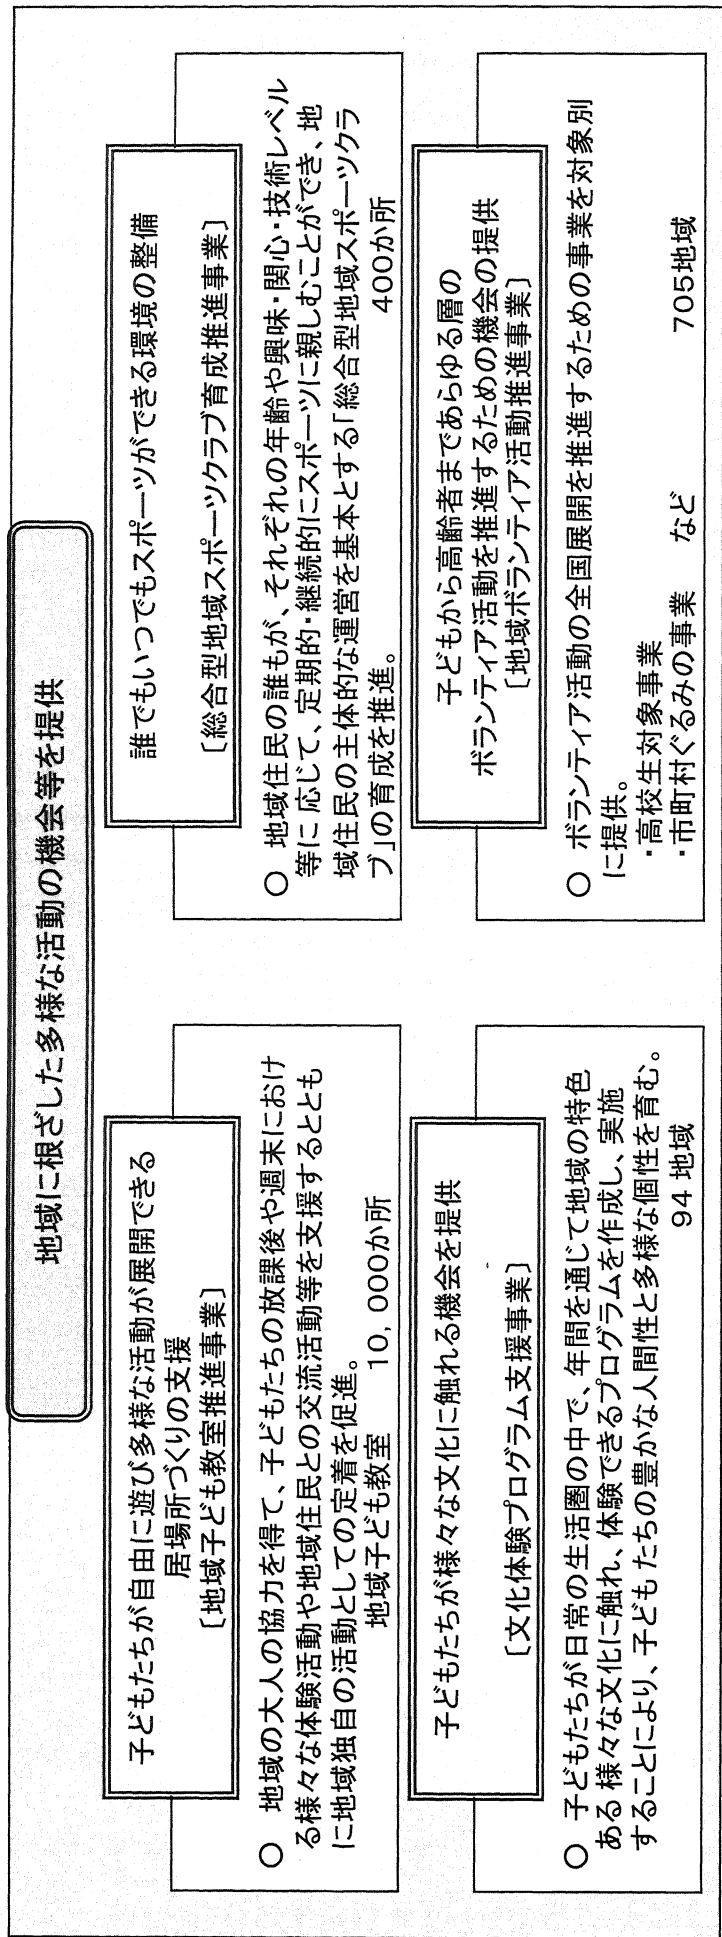 地域に根ざした多様な活動の機会等を提供
子どもたちが自由に遊び多様な活動が展開できる
居場所づくりの支援
〔地域子ども教室推進事業〕
○ 地域の大人の協力を得て、子どもたちの放課後や週末におけ
る様々な体験活動や地域住民との交流活動等を支援するととも
に地域独自の活動としての定着を促進。
地域子ども教室 10,000か所
誰でもいつでもスポーツができる環境の整備
〔総合型地域スポーツクラブ育成推進事業〕
○ 地域住民の誰もが、それぞれの年齢や興味・関心・技術レベル
等に応じて、定期的・継続的にスポーツに親しむことができ、地
域住民の主体的な運営を基本とする「総合型地域スポーツクラ
ブ」の育成を推進。 400か所
子どもたちが様々な文化に触れる機会を提供
〔文化体験プログラム支援事業〕
○ 子どもたちが日常の生活圏の中で、年間を通じて地域の特色
ある様々な文化に触れ、体験できるプログラムを作成し、実施
することにより、子どもたちの豊かな人間性と多様な個性を育む。
94 地域
子どもから高齢者まであらゆる層の
ボランティア活動を推進するための機会の提供
〔地域ボランティア活動推進事業〕
○ ボランティア活動の全国展開を推進するための事業を対象別
に提供。
・高校生対象事業
・市町村ぐるみの事業 など 705地域